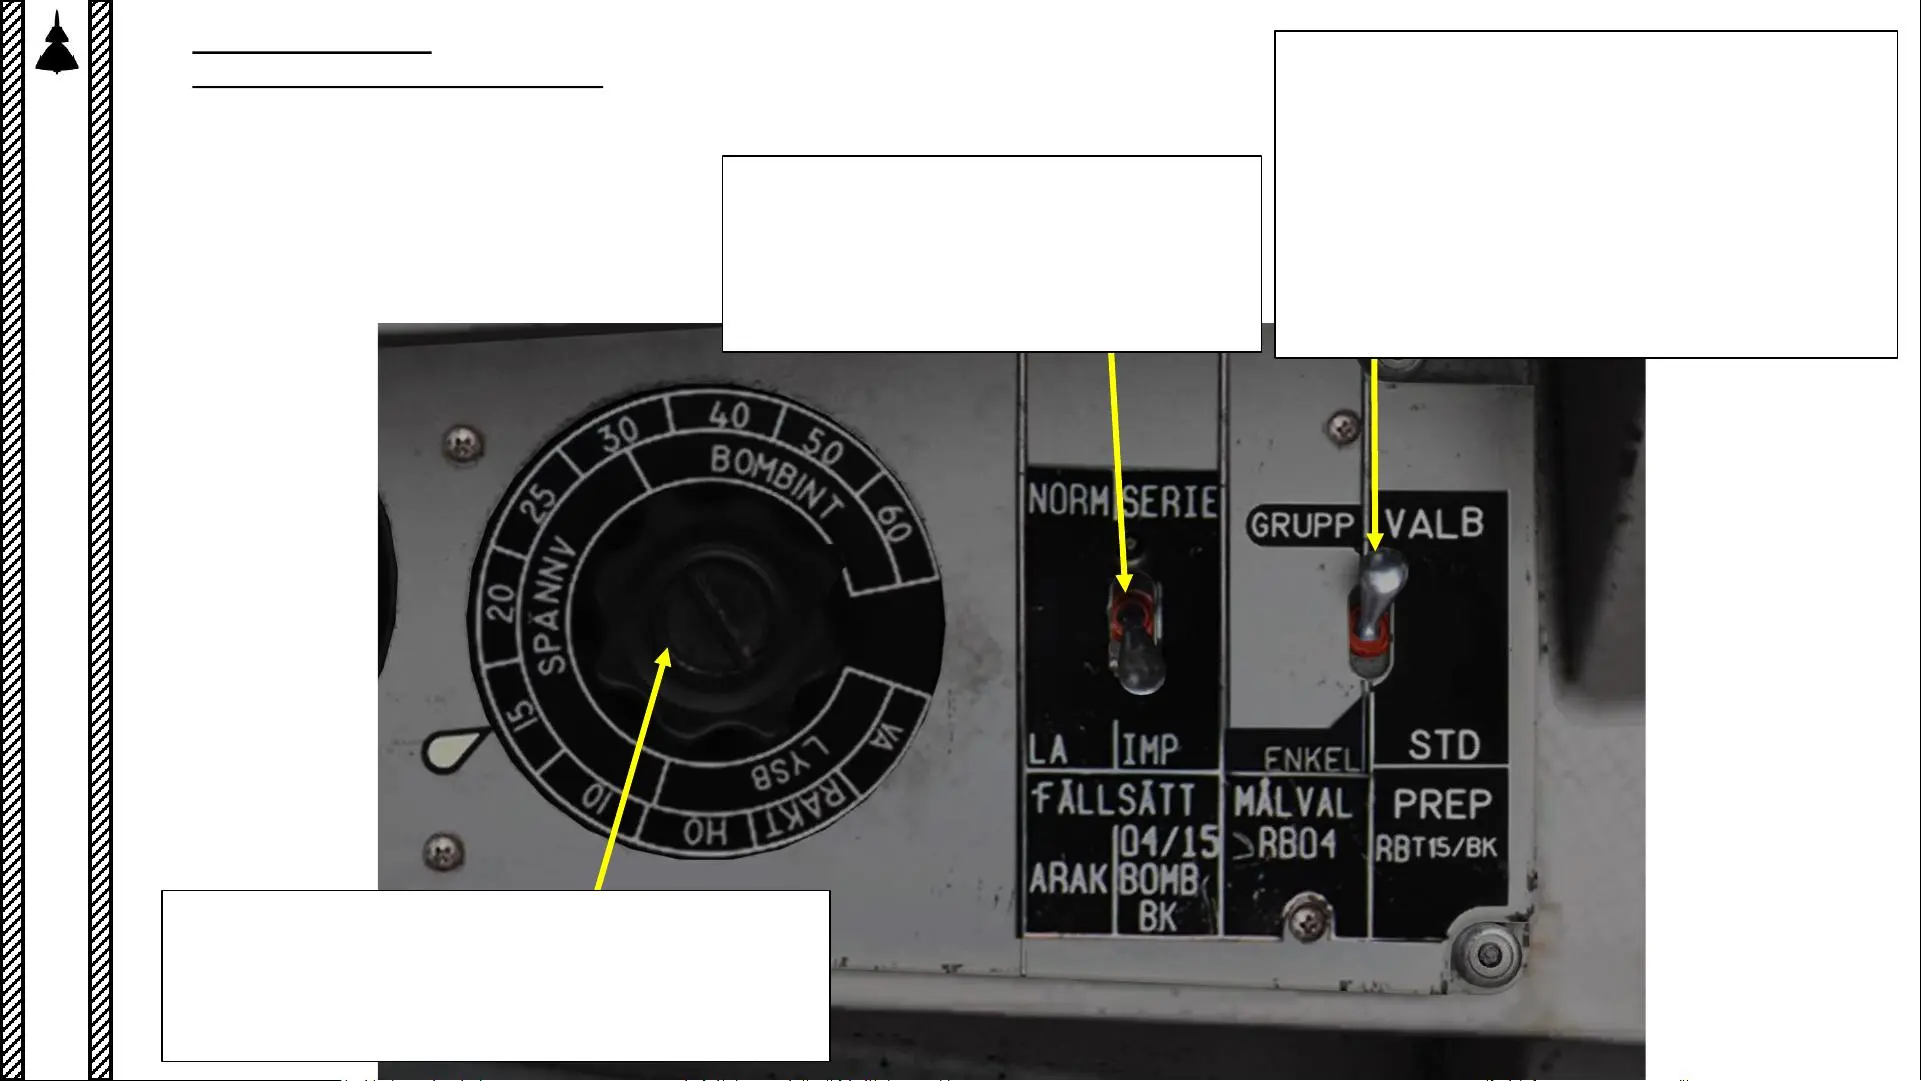 40
30
50
25
60
20
15
10
BOMBINT
SPÄNNV
LYSB
VA
RAKT
HÖ
NORM SERIE
LA IMP
FÄLLSÄTT
04/15
ARAK BOMB
BK
GRUPP VALB
ENKEL STD
MÅLVAL PREP
RB04 RBT15/BK